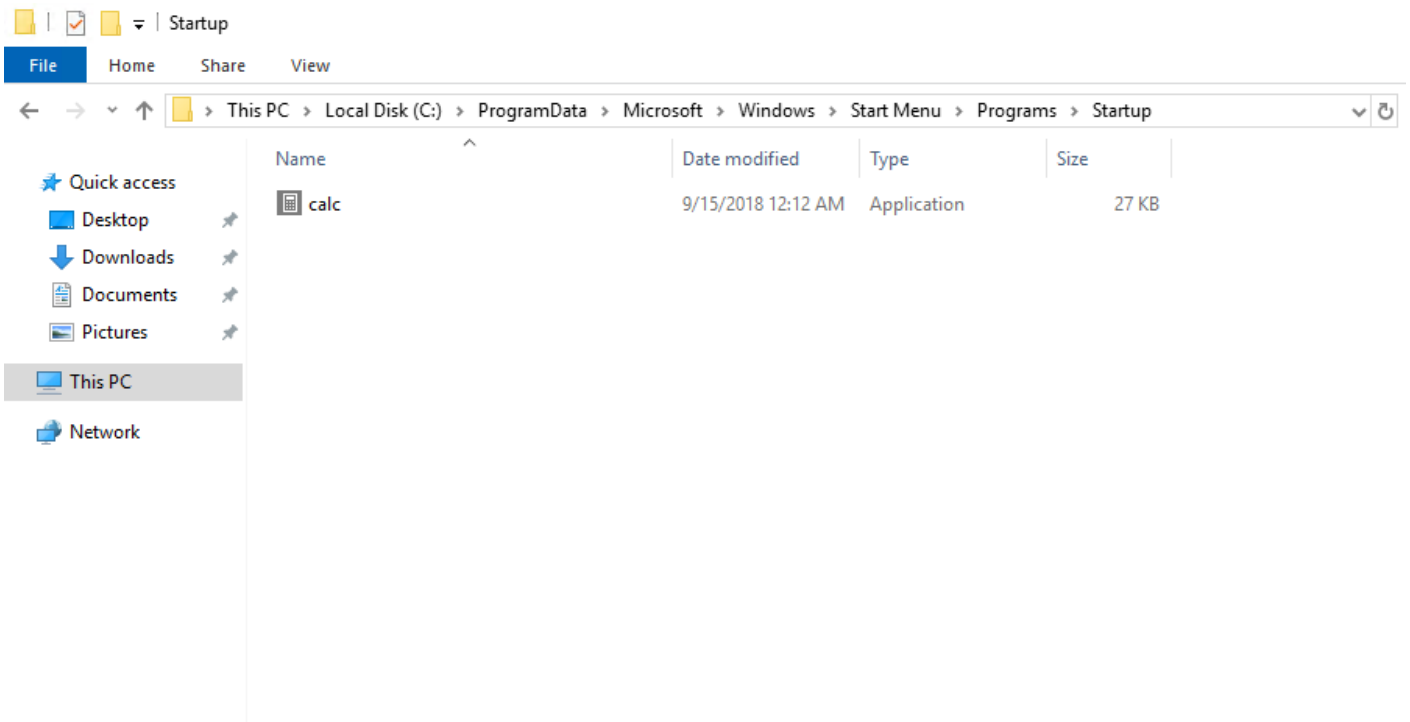 Startup
File Home Share View
This PC > Local Disk (C:) > ProgramData > Microsoft > Windows > Start Menu > Programs > Startup
Quick access
Desktop
Downloads
Documents
Pictures
This PC
Network
Name Date modified Type Size
calc 9/15/2018 12:12 AM Application 27 KB